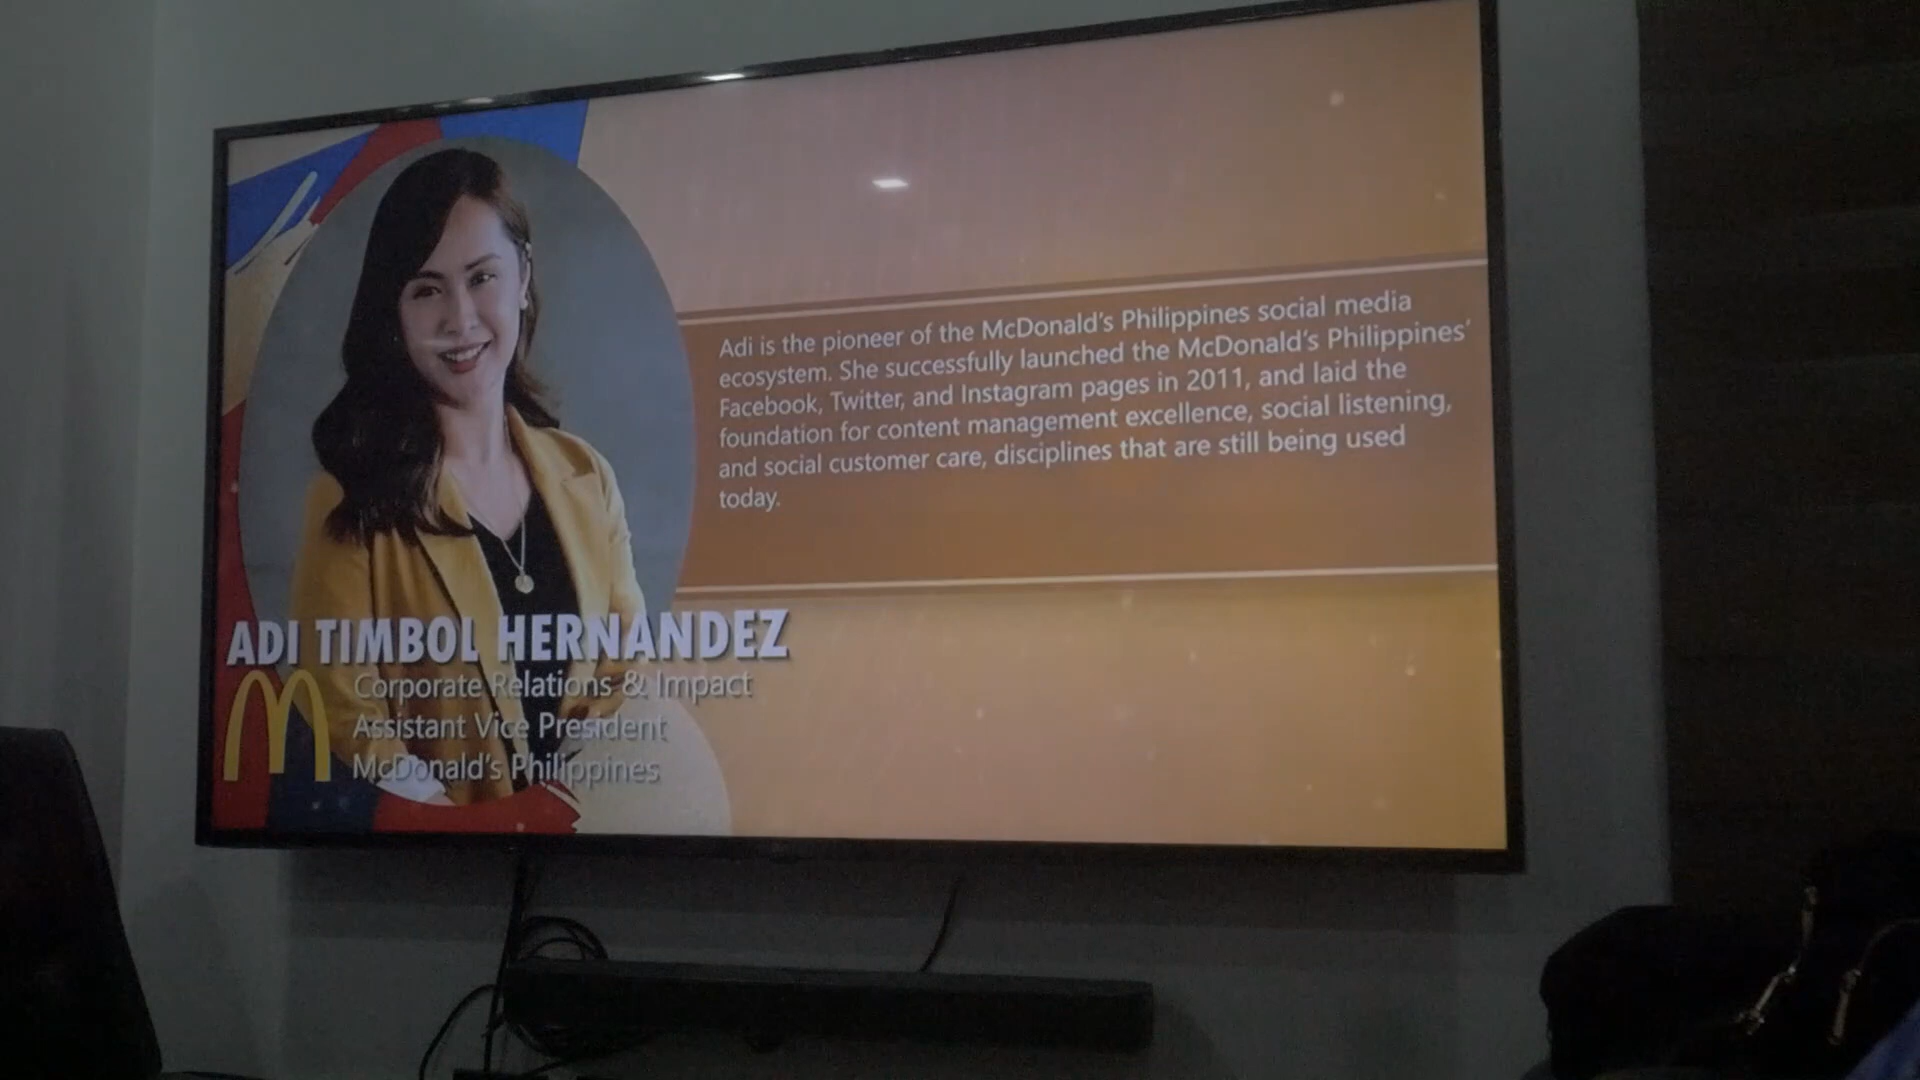 Adi is the pioneer of the McDonald's Philippines social media
ecosystem. She successfully launched the McDonald's Philippines'
Facebook, Twitter, and Instagram pages in 2011, and laid the
foundation for content management excellence, social listening,
and social customer care, disciplines that are still being used
today.
ADI TIMBOL HERNANDEZ
Corporate Relations & Impact
Assistant Vice President
McDonald's Philippines